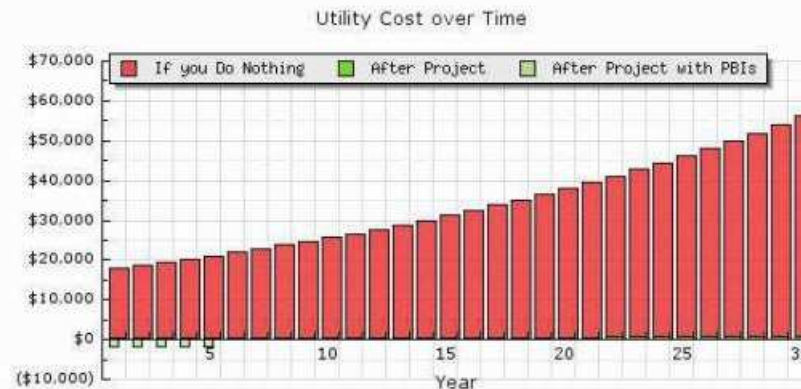 Utility Cost over Time
If you Do Nothing After Project After Project with PBIs
$70.000
$60.000
$50.000
$40.000
$30.000
$20.000
$10.000
$0
5 10 15 20 25 3
($10.000)
Year